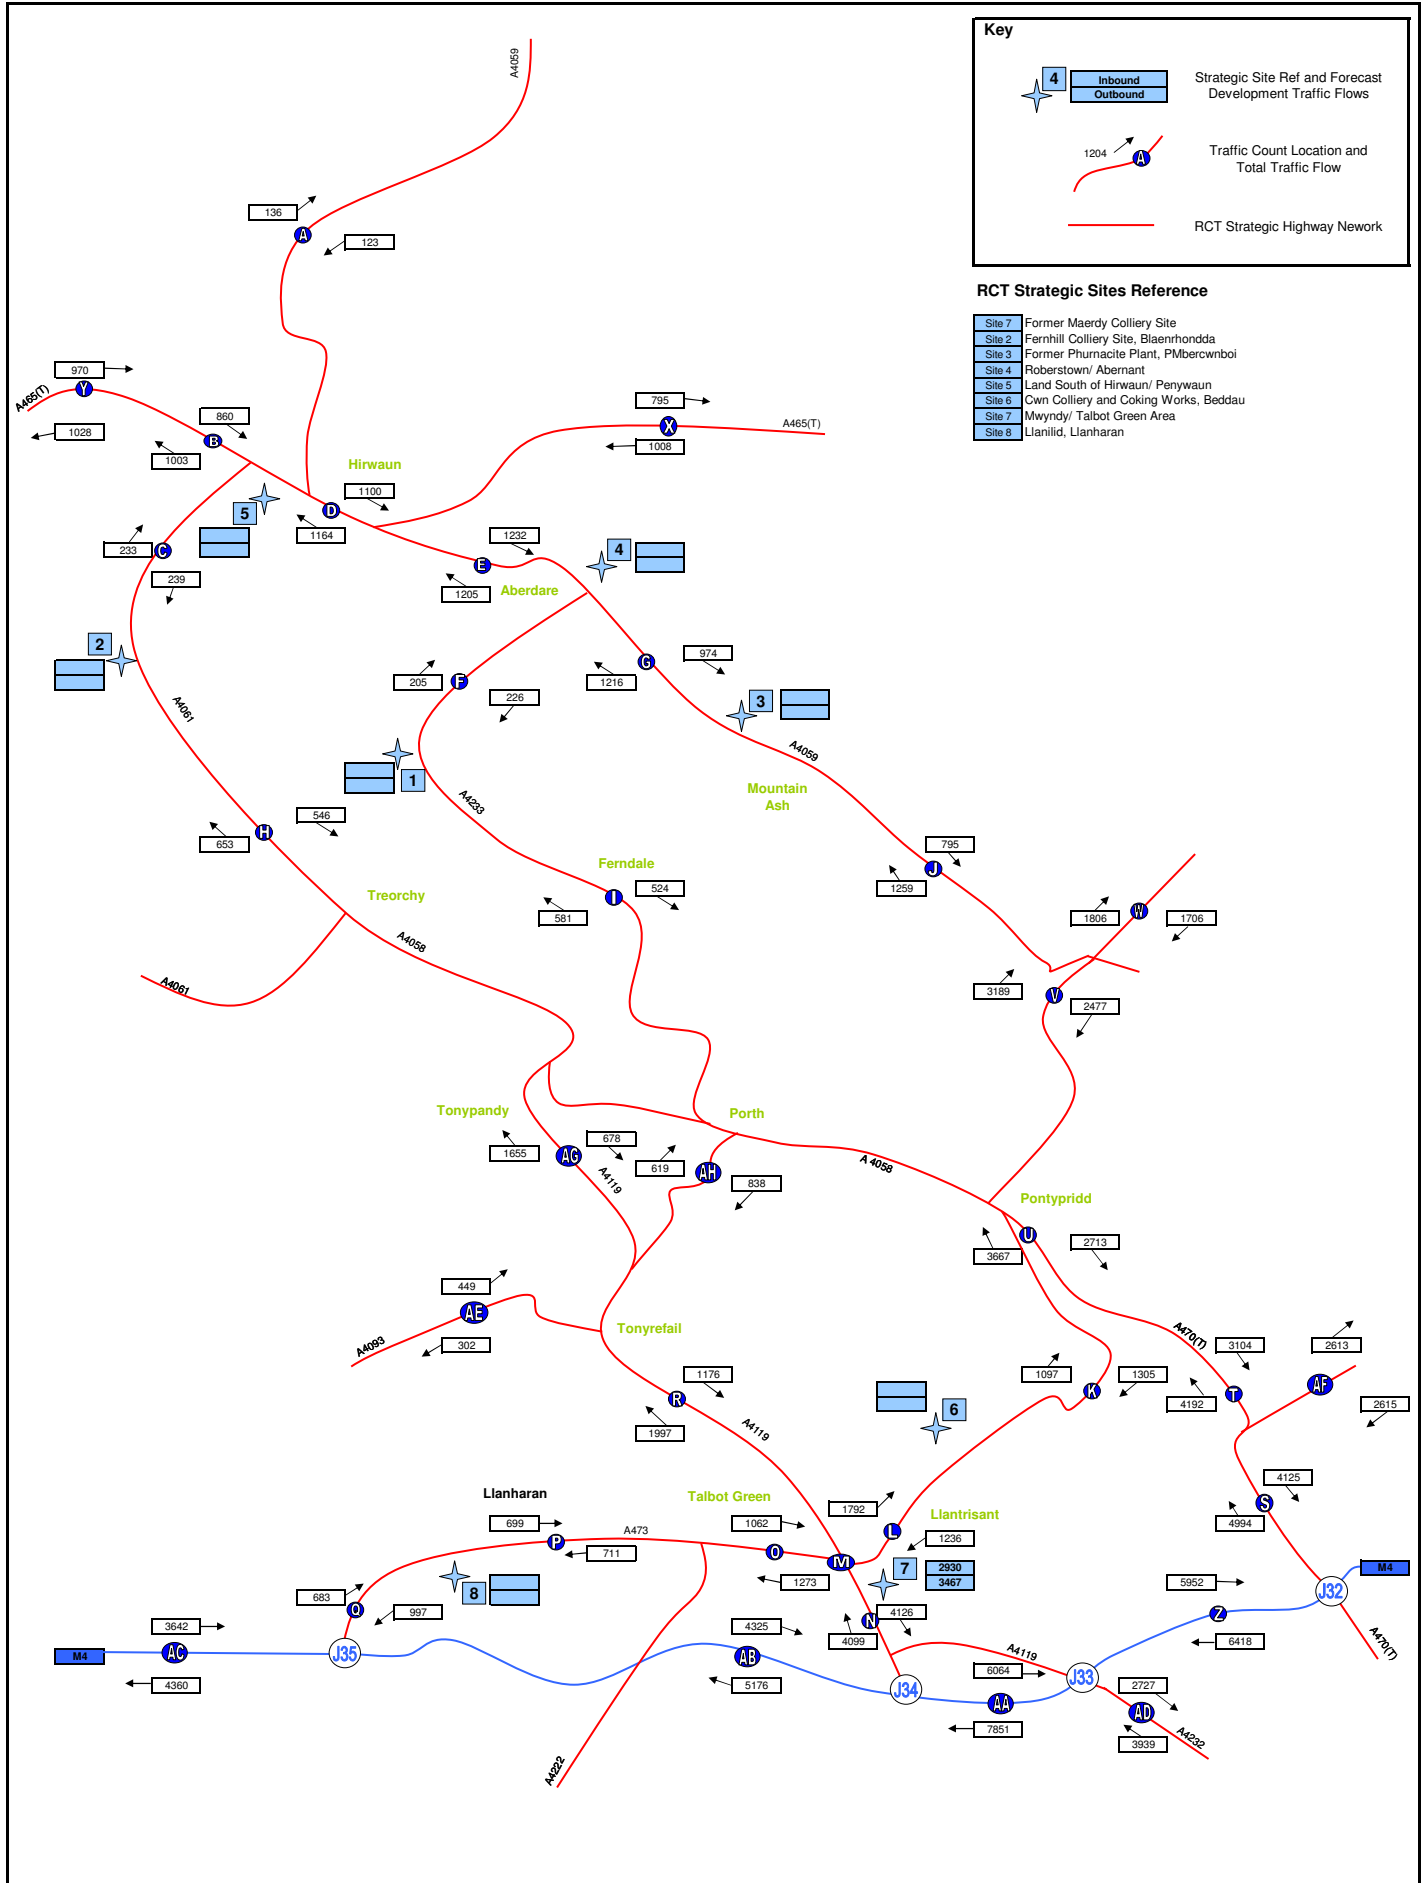 Key
4
Inbound
Outbound
Strategic Site Ref and Forecast
Development Traffic Flows
1204
A
Traffic Count Location and
Total Traffic Flow
RCT Strategic Highway Nework
RCT Strategic Sites Reference
Site 7 Former Maerdy Colliery Site
Site 2 Fernhill Colliery Site, Blaenrhondda
Site 3 Former Phurnacite Plant, PMbercwnboi
Site 4 Roberstown/ Abernant
Site 5 Land South of Hirwaun/ Penywaun
Site 6 Cwn Colliery and Coking Works, Beddau
Site 7 Mwyndy/ Talbot Green Area
Site 8 Llanilid, Llanharan
A4059
136
A
123
970
Y
A465(T)
1028
860
B
1003
795
X
A465(T)
1008
Hirwaun
1100
D
1164
5
233
C
239
1232
E
1205
4
Aberdare
2
A4061
205
F
226
974
G
1216
3
A4059
1
A4233
Mountain
Ash
546
H
653
Ferndale
524
I
581
795
J
1259
Treorchy
A4058
A4061
1806
W
1706
3189
V
2477
Tonypandy
Porth
1655
678
AG
A4119
619
AH
838
A 4058
Pontypridd
U
3667
2713
449
AE
302
A4093
Tonyrefail
A470(T)
3104
2613
1176
R
1997
A4119
6
1097
K
1305
4192
T
AF
2615
Llanharan
Talbot Green
Llantrisant
1792
L
1236
4125
S
4994
699
P
711
A473
1062
O
1273
M
7
2930
3467
8
683
Q
997
4325
AB
5176
4099
N
4126
5952
Z
6418
J32
M4
A470(T)
3642
M4
AC
4360
J35
J34
6064
A4119
J33
AA
7851
2727
AD
3939
A4232
A4222